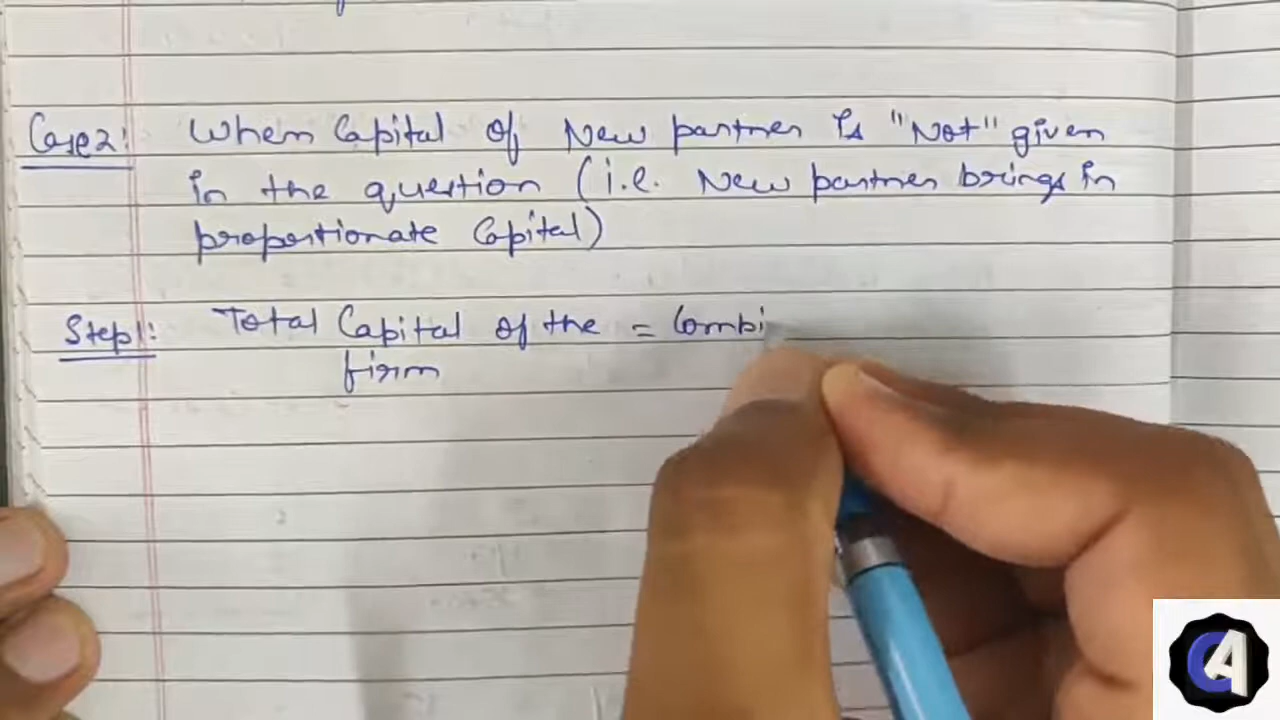 Case2: When Capital of New partner is "Not" given
in the question (i.e. New partner brings in
proportionate Capital)
Step1: Total Capital of the = Combi
firm
CA